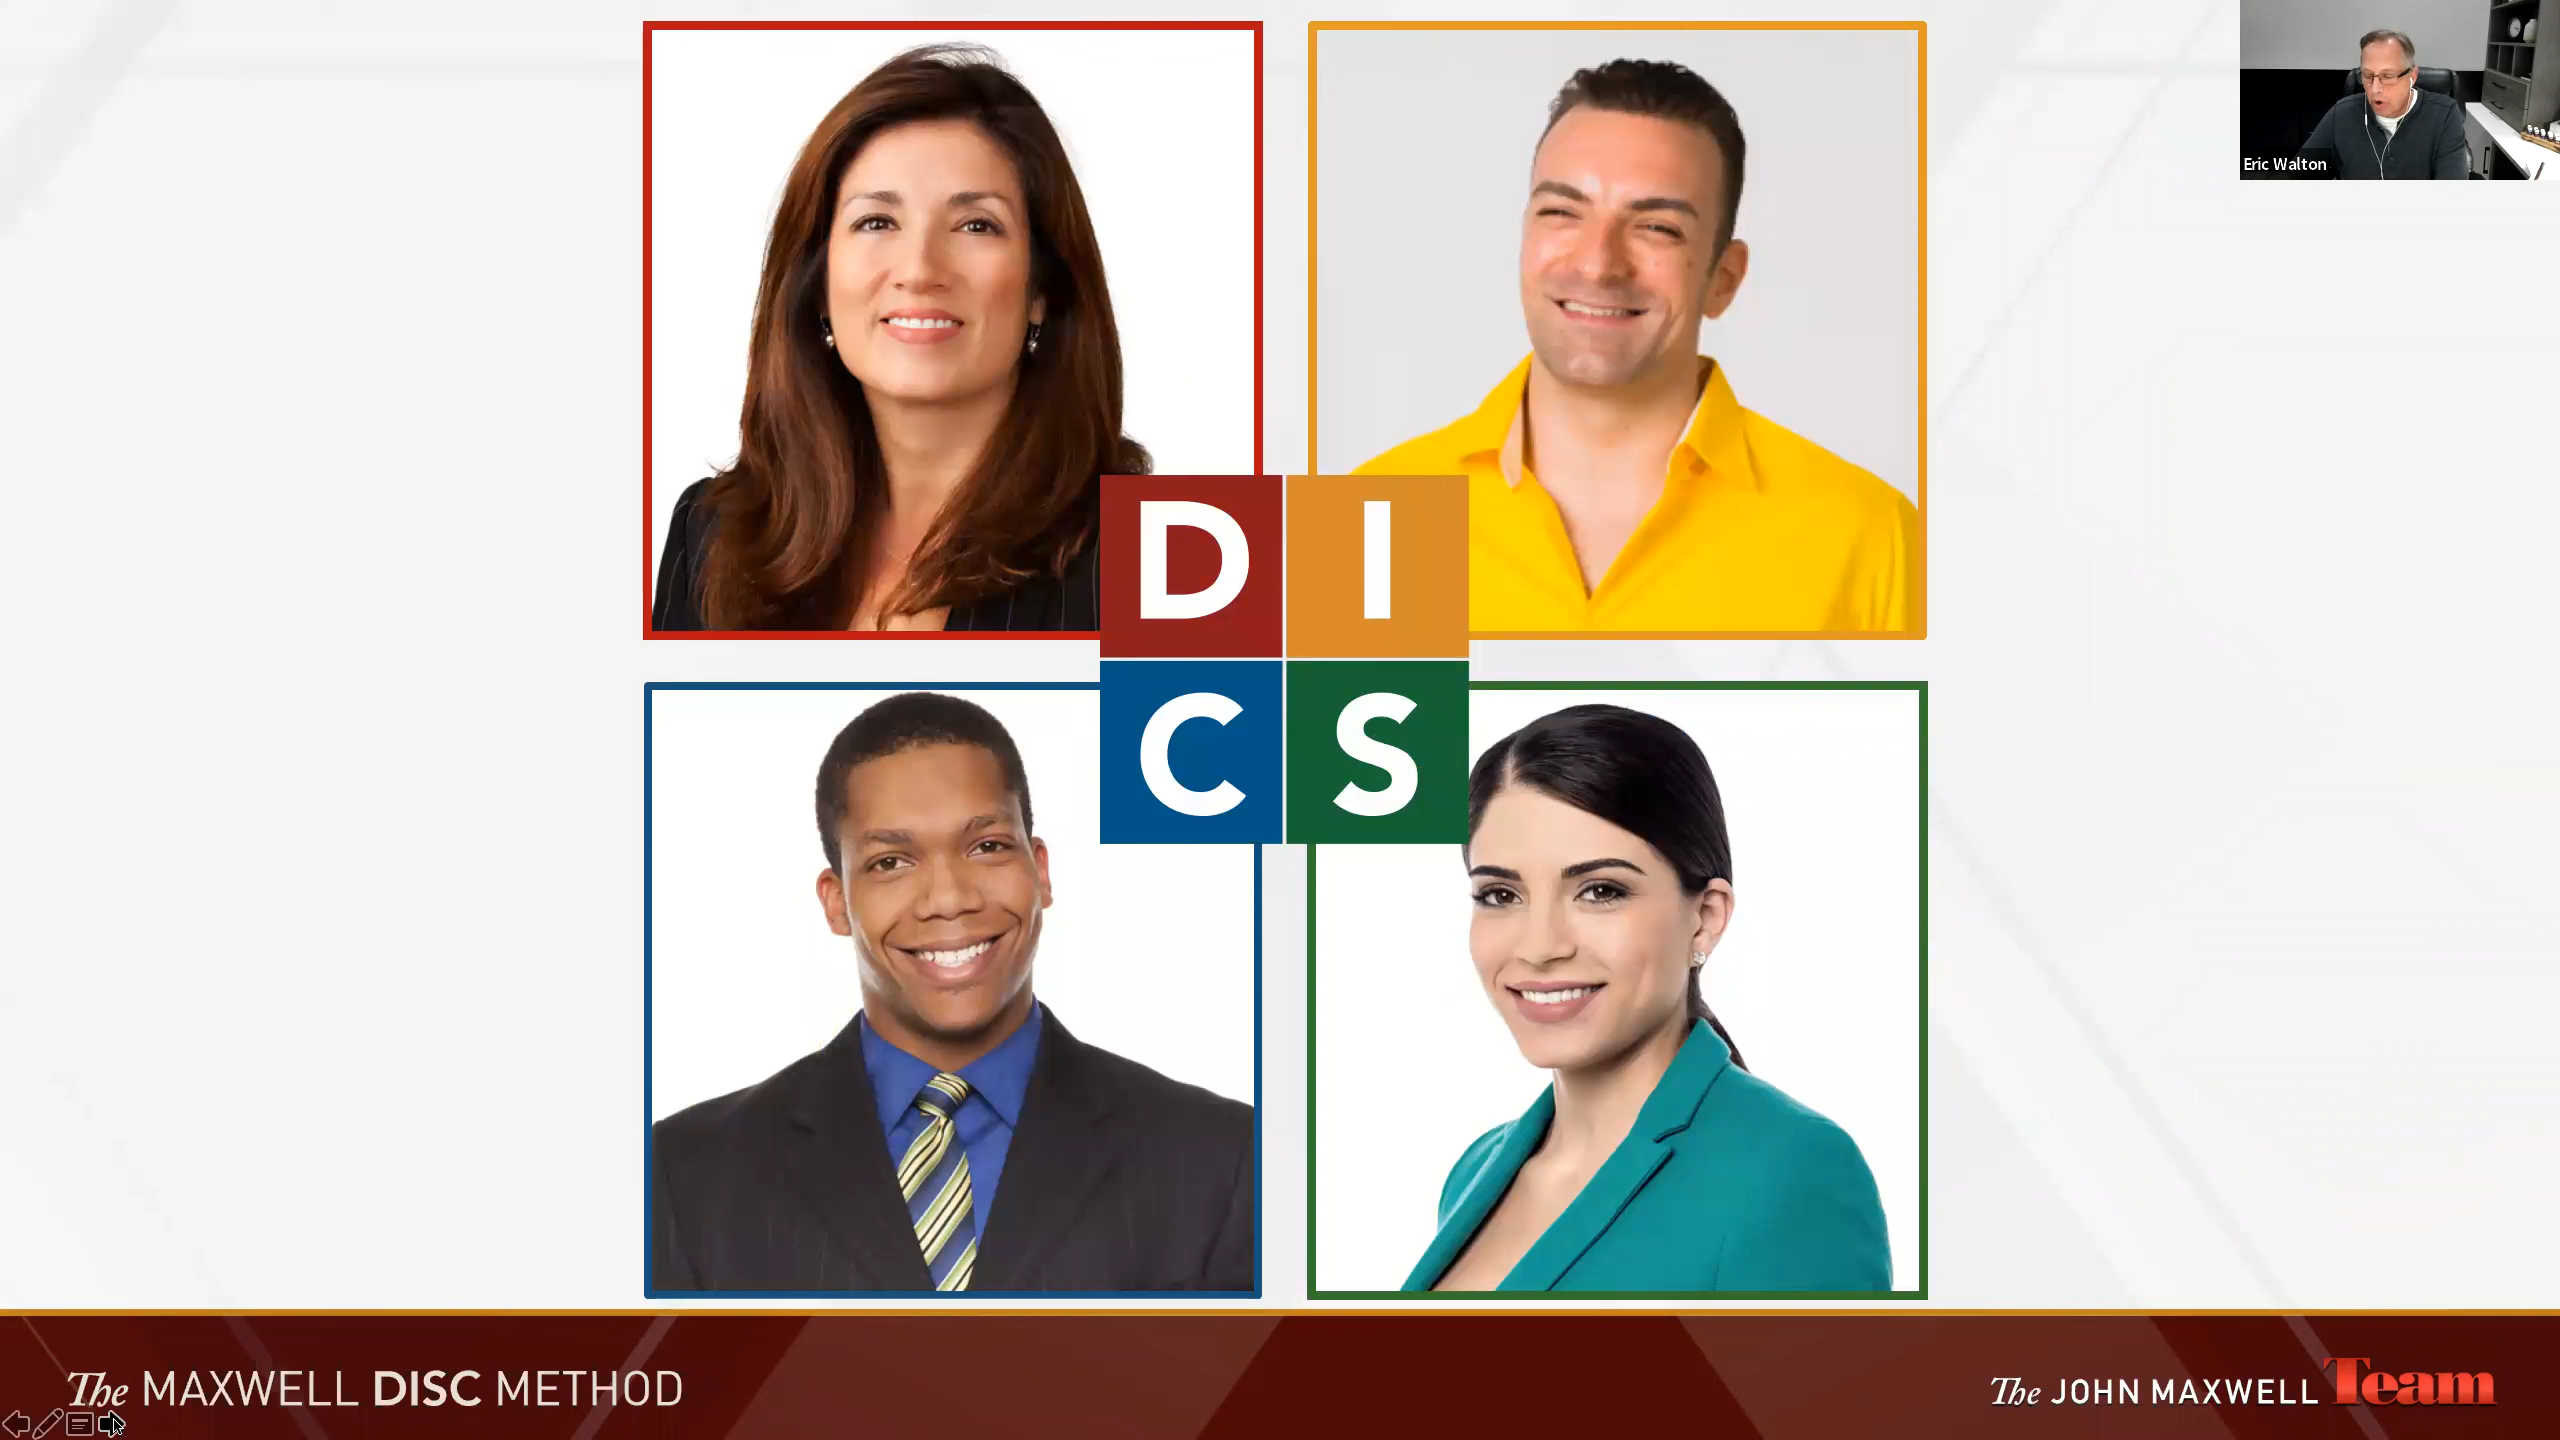 Eric Walton
D I
C S
The MAXWELL DISC METHOD
The JOHN MAXWELL Team